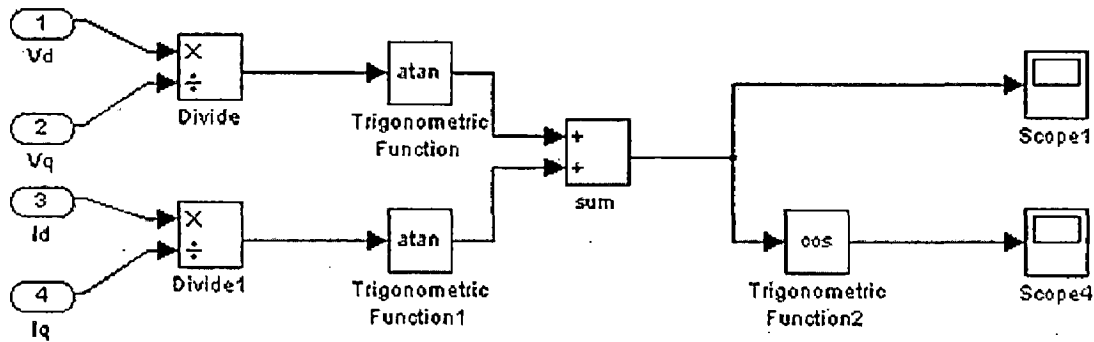 1
Vd
×
÷
Divide
2
Vq
atan
Trigonometric
Function
+
+
sum
Scope1
3
Id
×
÷
Divide1
4
Iq
atan
Trigonometric
Function1
cos
Trigonometric
Function2
Scope4